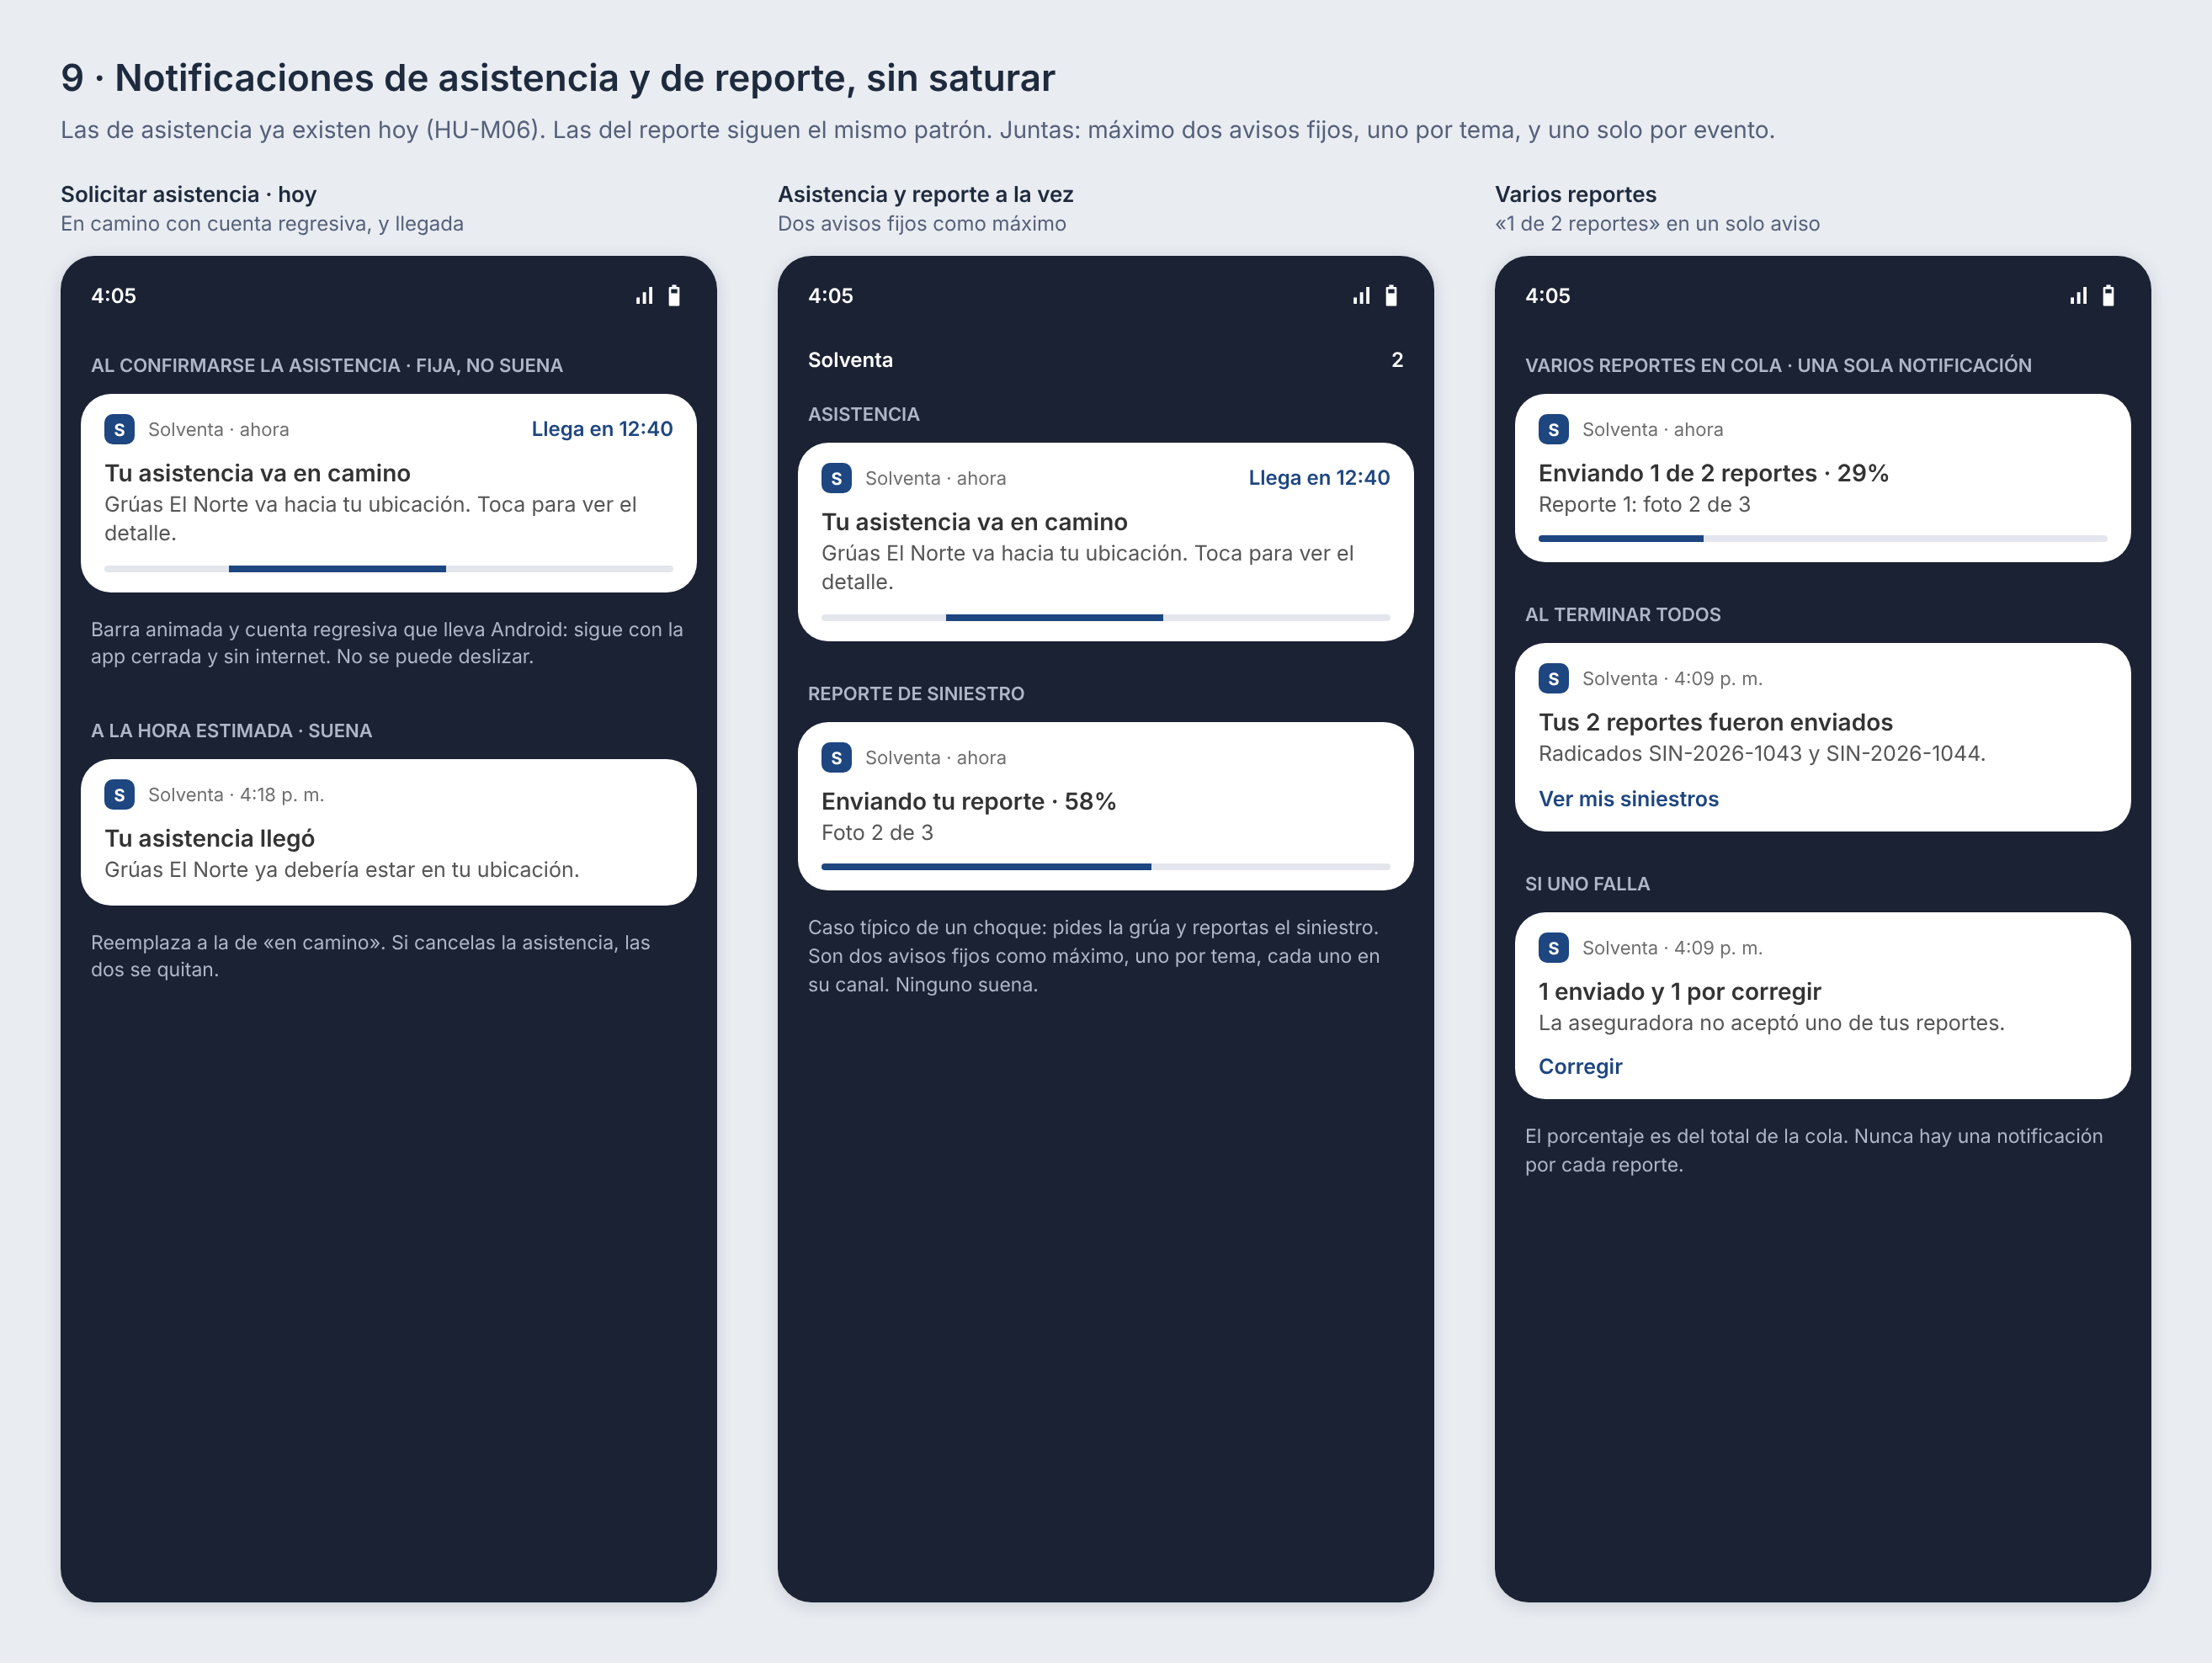 9 · Notificaciones de asistencia y de reporte, sin saturar
Las de asistencia ya existen hoy (HU-M06). Las del reporte siguen el mismo patrón. Juntas: máximo dos avisos fijos, uno por tema, y uno solo por evento.
Solicitar asistencia · hoy
En camino con cuenta regresiva, y llegada
4:05
AL CONFIRMARSE LA ASISTENCIA · FIJA, NO SUENA
S Solventa · ahora Llega en 12:40
Tu asistencia va en camino
Grúas El Norte va hacia tu ubicación. Toca para ver el
detalle.
Barra animada y cuenta regresiva que lleva Android: sigue con la
app cerrada y sin internet. No se puede deslizar.
A LA HORA ESTIMADA · SUENA
S Solventa · 4:18 p. m.
Tu asistencia llegó
Grúas El Norte ya debería estar en tu ubicación.
Reemplaza a la de «en camino». Si cancelas la asistencia, las
dos se quitan.
Asistencia y reporte a la vez
Dos avisos fijos como máximo
4:05
Solventa 2
ASISTENCIA
S Solventa · ahora Llega en 12:40
Tu asistencia va en camino
Grúas El Norte va hacia tu ubicación. Toca para ver el
detalle.
REPORTE DE SINIESTRO
S Solventa · ahora
Enviando tu reporte · 58%
Foto 2 de 3
Caso típico de un choque: pides la grúa y reportas el siniestro.
Son dos avisos fijos como máximo, uno por tema, cada uno en
su canal. Ninguno suena.
Varios reportes
«1 de 2 reportes» en un solo aviso
4:05
VARIOS REPORTES EN COLA · UNA SOLA NOTIFICACIÓN
S Solventa · ahora
Enviando 1 de 2 reportes · 29%
Reporte 1: foto 2 de 3
AL TERMINAR TODOS
S Solventa · 4:09 p. m.
Tus 2 reportes fueron enviados
Radicados SIN-2026-1043 y SIN-2026-1044.
Ver mis siniestros
SI UNO FALLA
S Solventa · 4:09 p. m.
1 enviado y 1 por corregir
La aseguradora no aceptó uno de tus reportes.
Corregir
El porcentaje es del total de la cola. Nunca hay una notificación
por cada reporte.